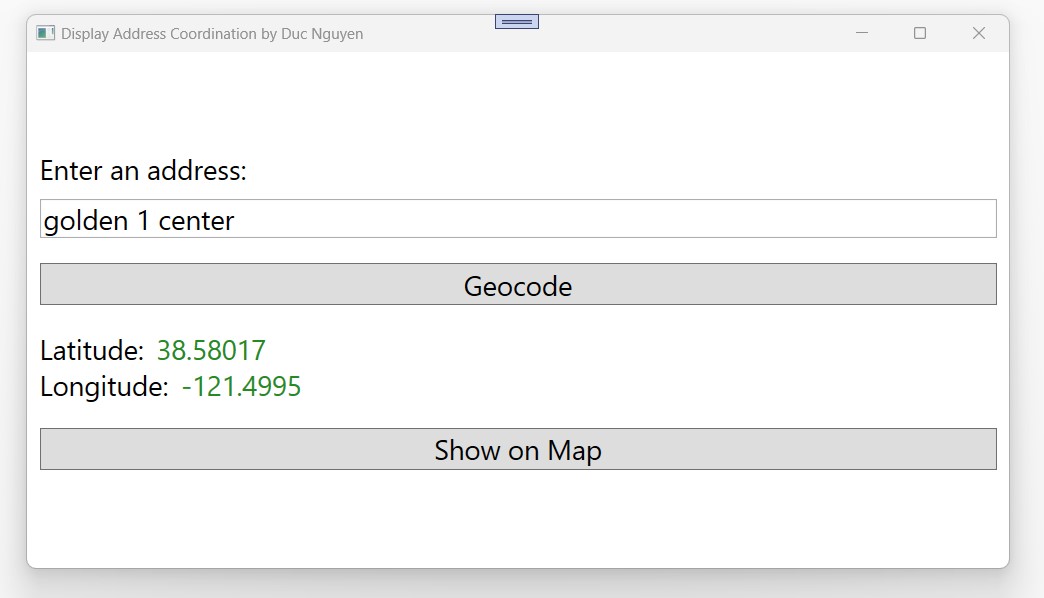 Display Address Coordination by Duc Nguyen
Enter an address:
golden 1 center
Geocode
Latitude: 38.58017
Longitude: -121.4995
Show on Map